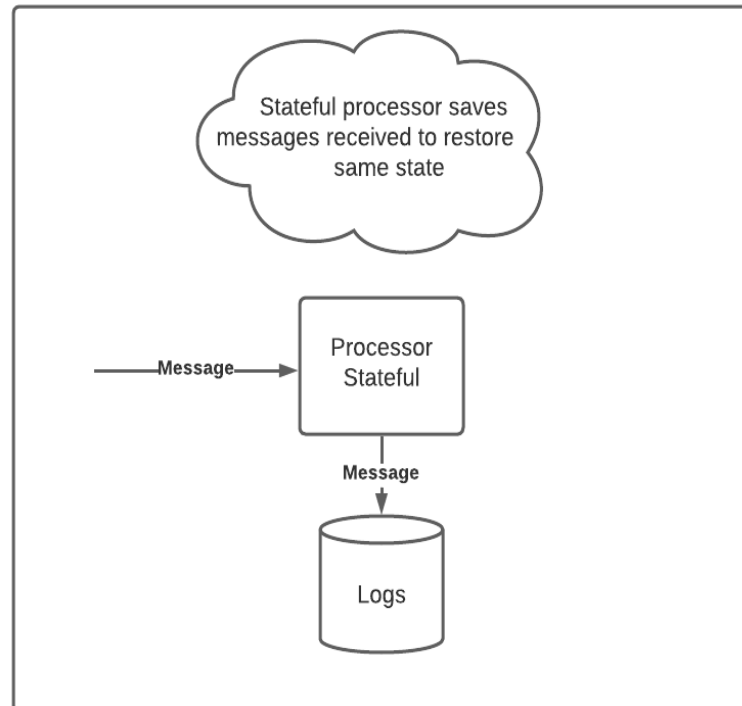 Stateful processor saves
messages received to restore
same state
Processor
Stateful
Message
Message
Logs